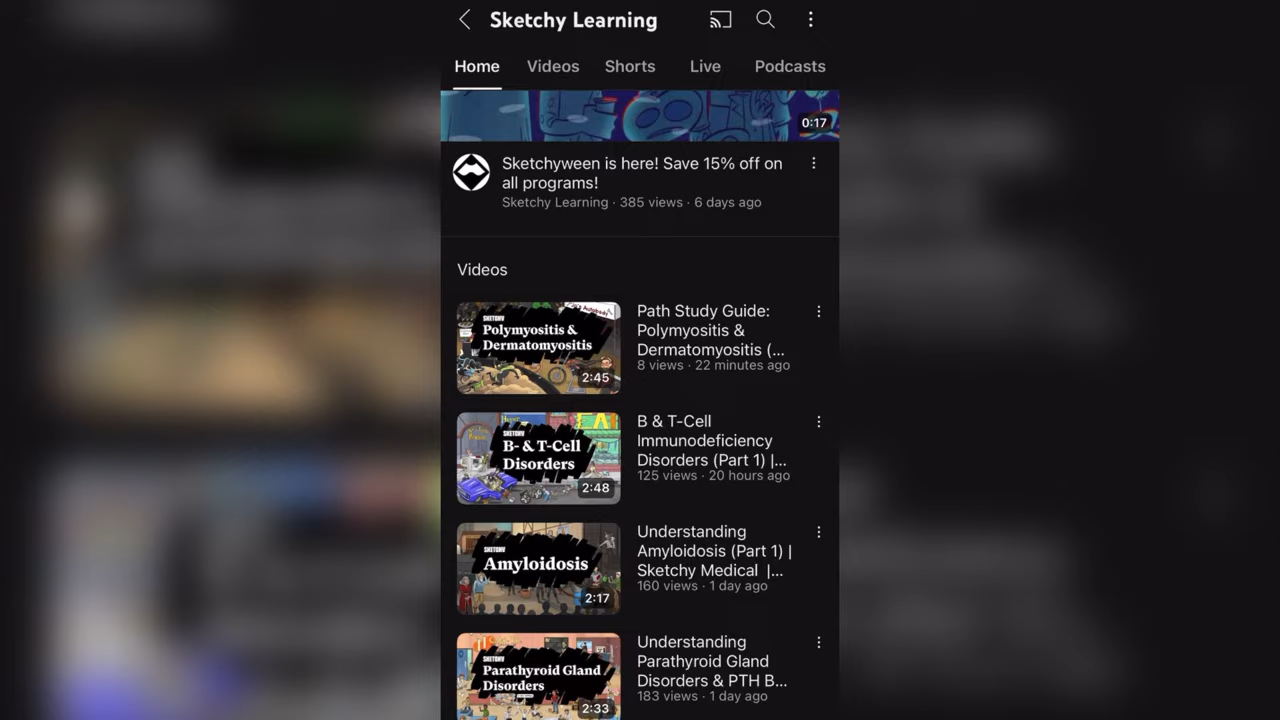 Sketchy Learning
Home Videos Shorts Live Podcasts
0:17
Sketchyween is here! Save 15% off on
all programs!
Sketchy Learning · 385 views · 6 days ago
Videos
SKETCHY
Polymyositis &
Dermatomyositis
2:45
Path Study Guide:
Polymyositis &
Dermatomyositis (...
8 views · 22 minutes ago
SKETCHY
B- & T-Cell
Disorders
2:48
B & T-Cell
Immunodeficiency
Disorders (Part 1) |...
125 views · 20 hours ago
SKETCHY
Amyloidosis
2:17
Understanding
Amyloidosis (Part 1) |
Sketchy Medical |...
160 views · 1 day ago
SKETCHY
Parathyroid Gland
Disorders
2:33
Understanding
Parathyroid Gland
Disorders & PTH B...
183 views · 1 day ago